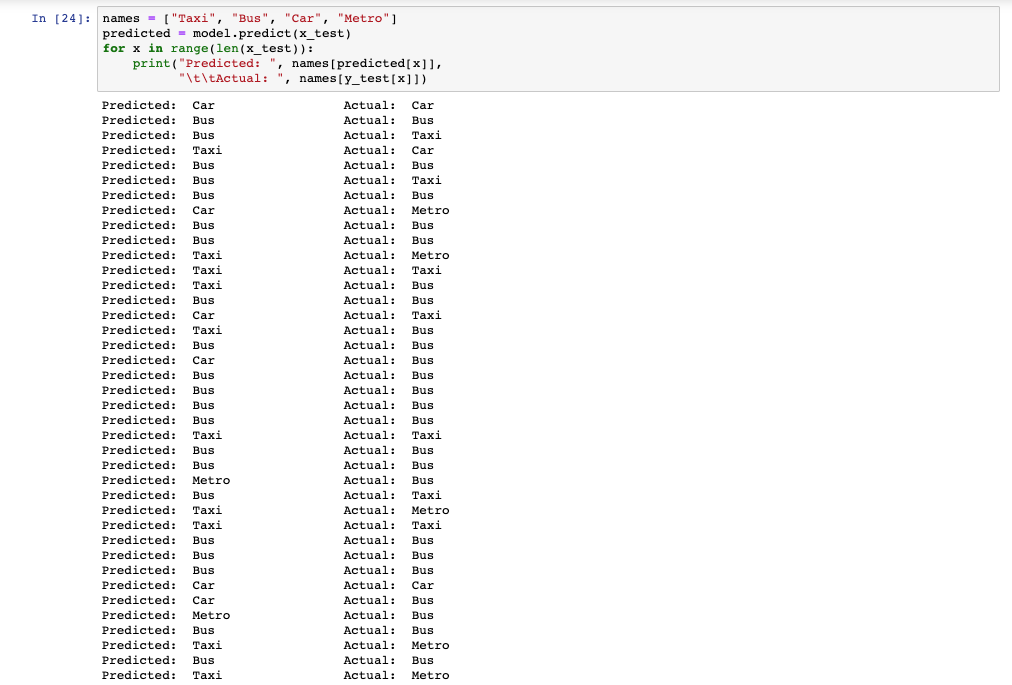 In [24]: names = ["Taxi", "Bus", "Car", "Metro"]
predicted = model.predict(x_test)
for x in range(len(x_test)):
    print("Predicted: ", names[predicted[x]],
          "\t\tActual: ", names[y_test[x]])
Predicted:  Car 		Actual:  Car
Predicted:  Bus 		Actual:  Bus
Predicted:  Bus 		Actual:  Taxi
Predicted:  Taxi 		Actual:  Car
Predicted:  Bus 		Actual:  Bus
Predicted:  Bus 		Actual:  Taxi
Predicted:  Bus 		Actual:  Bus
Predicted:  Car 		Actual:  Metro
Predicted:  Bus 		Actual:  Bus
Predicted:  Bus 		Actual:  Bus
Predicted:  Taxi 		Actual:  Metro
Predicted:  Taxi 		Actual:  Taxi
Predicted:  Taxi 		Actual:  Bus
Predicted:  Bus 		Actual:  Bus
Predicted:  Car 		Actual:  Taxi
Predicted:  Taxi 		Actual:  Bus
Predicted:  Bus 		Actual:  Bus
Predicted:  Car 		Actual:  Bus
Predicted:  Bus 		Actual:  Bus
Predicted:  Bus 		Actual:  Bus
Predicted:  Bus 		Actual:  Bus
Predicted:  Bus 		Actual:  Bus
Predicted:  Taxi 		Actual:  Taxi
Predicted:  Bus 		Actual:  Bus
Predicted:  Bus 		Actual:  Bus
Predicted:  Metro 		Actual:  Bus
Predicted:  Bus 		Actual:  Taxi
Predicted:  Taxi 		Actual:  Metro
Predicted:  Taxi 		Actual:  Taxi
Predicted:  Bus 		Actual:  Bus
Predicted:  Bus 		Actual:  Bus
Predicted:  Bus 		Actual:  Bus
Predicted:  Car 		Actual:  Car
Predicted:  Car 		Actual:  Bus
Predicted:  Metro 		Actual:  Bus
Predicted:  Bus 		Actual:  Bus
Predicted:  Taxi 		Actual:  Metro
Predicted:  Bus 		Actual:  Bus
Predicted:  Taxi 		Actual:  Metro